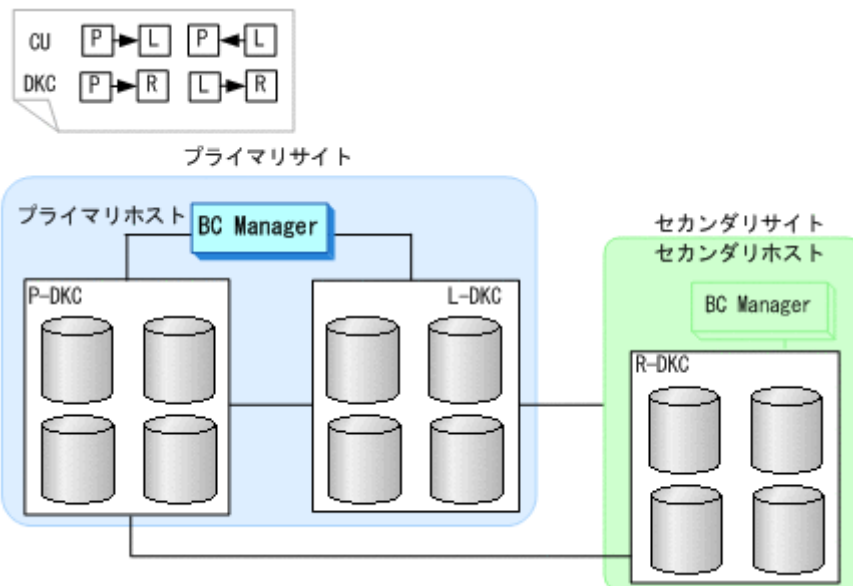 CU P L P L
DKC P R L R
プライマリサイト
プライマリホスト
BC Manager
セカンダリサイト
セカンダリホスト
P-DKC
L-DKC
BC Manager
R-DKC